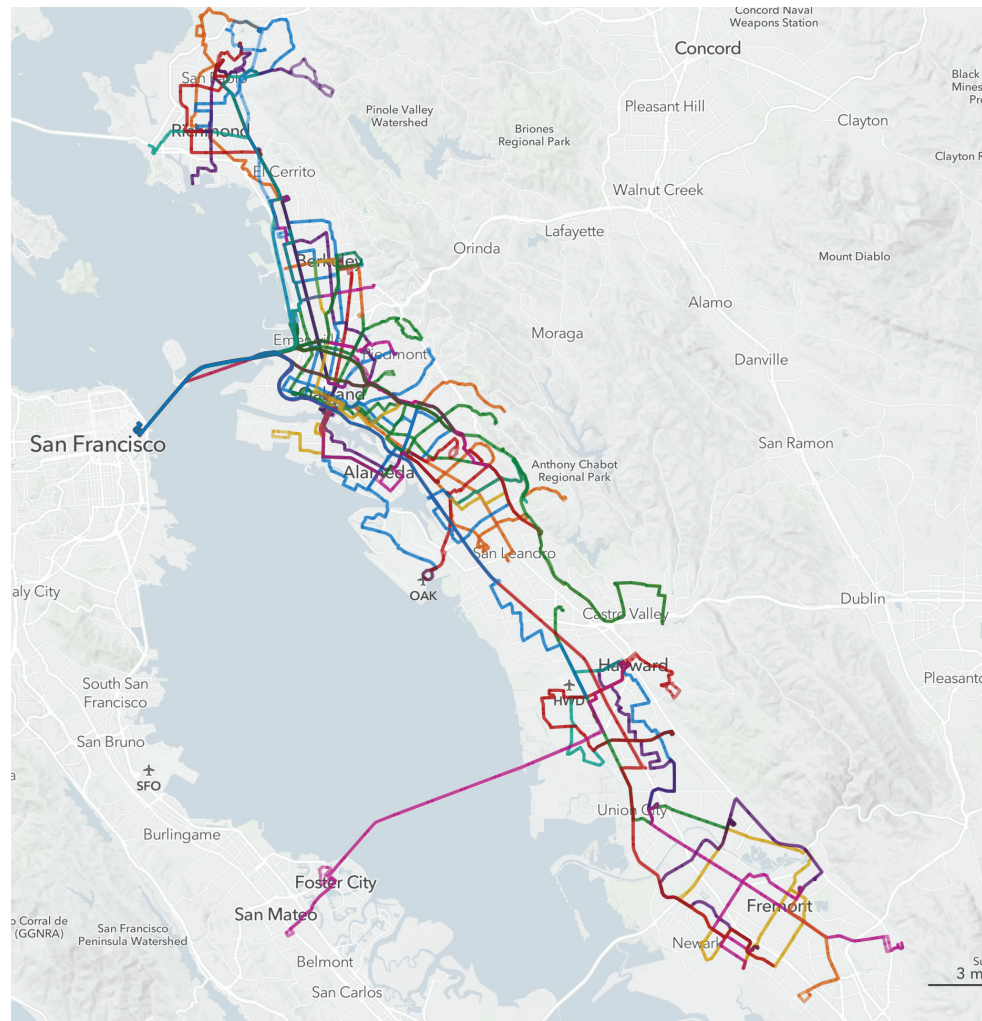 Concord Naval
Weapons Station
Concord
San Pablo
Black
Mines
Pre
Pinole Valley
Watershed
Pleasant Hill
Clayton
Richmond
Briones
Regional Park
Clayton R
El Cerrito
Walnut Creek
Lafayette
Orinda
Berkeley
Mount Diablo
Alamo
Emeryville
Moraga
Piedmont
Danville
Oakland
San Francisco
San Ramon
Alameda
Anthony Chabot
Regional Park
San Leandro
aly City
OAK
Castro Valley
Dublin
Hayward
South San
Francisco
Pleasanto
HWD
San Bruno
SFO
Union City
Burlingame
Foster City
San Mateo
Fremont
o Corral de
(GGNRA)
San Francisco
Peninsula Watershed
Newark
Belmont
Su
3 m
San Carlos